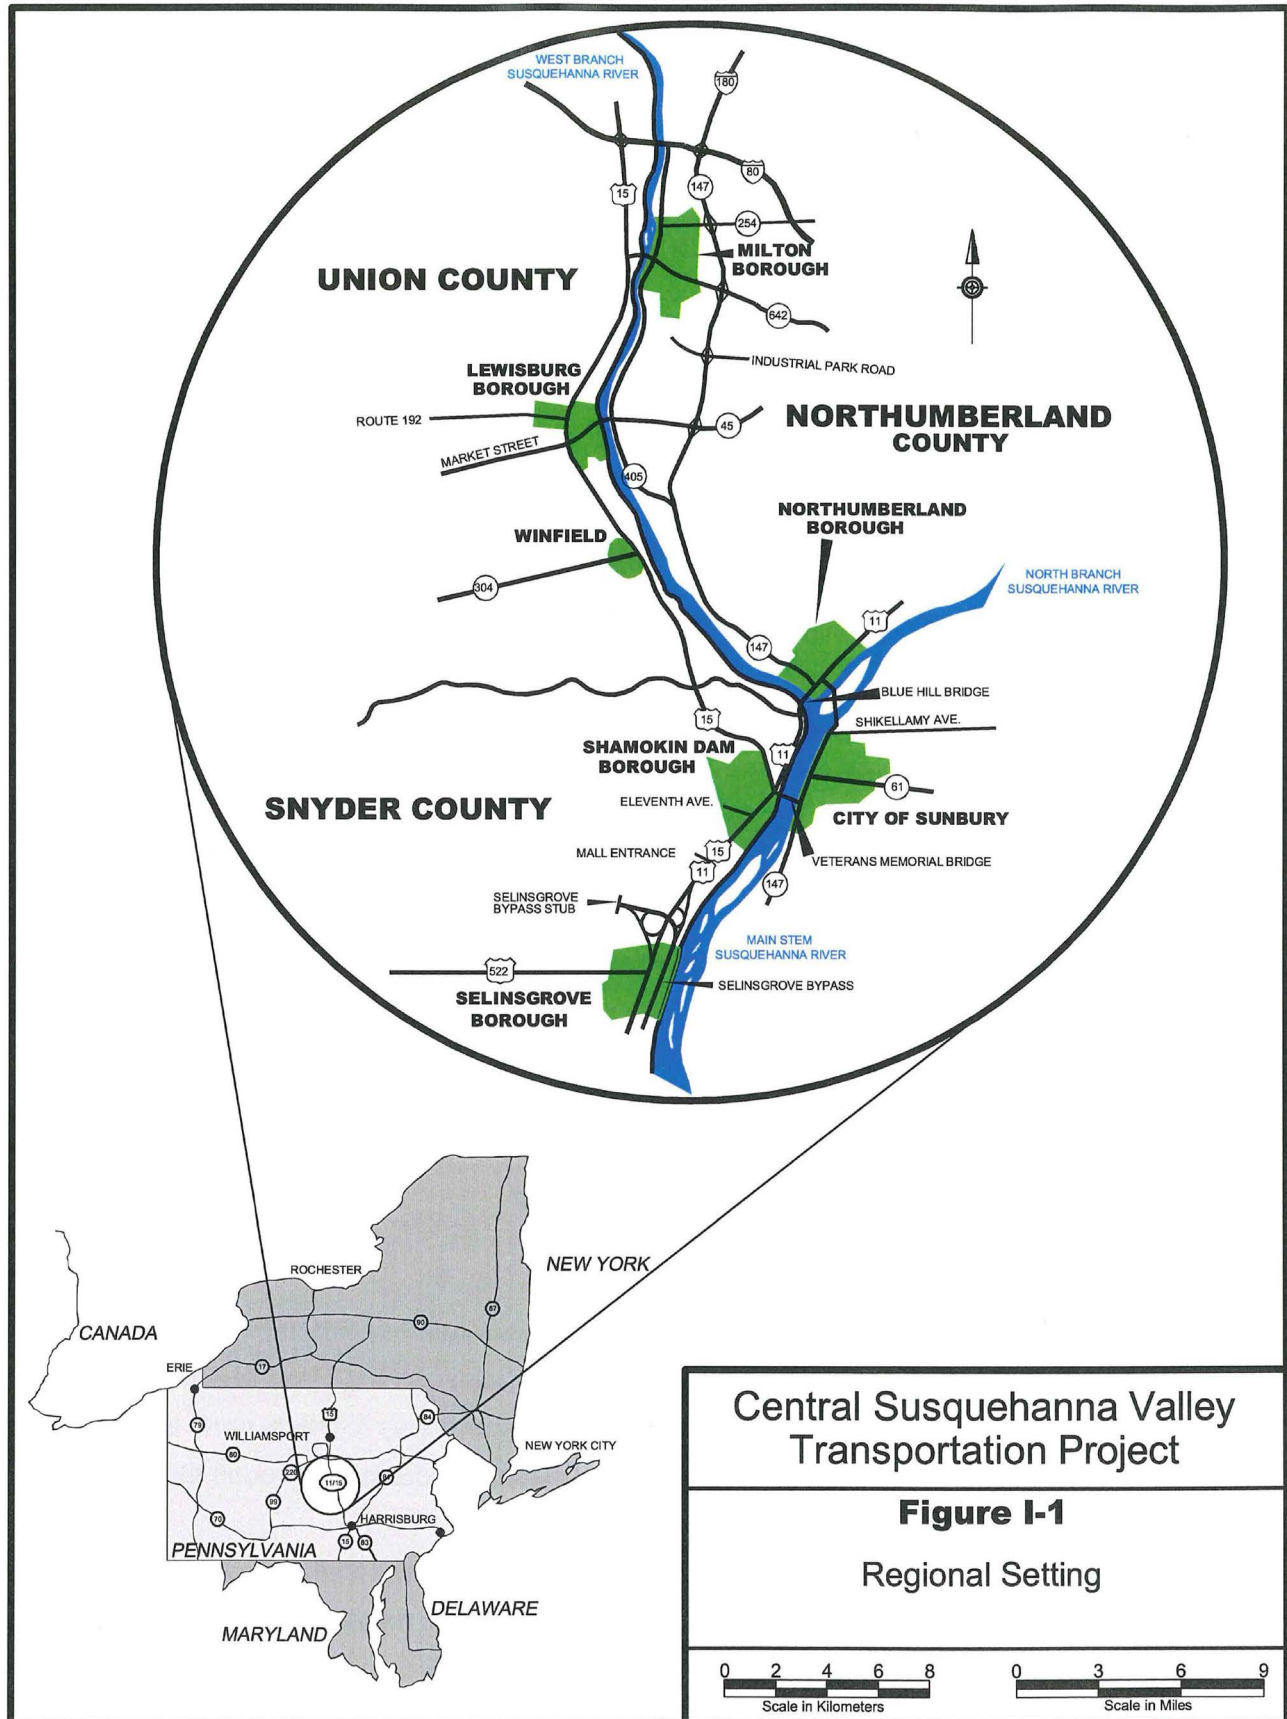 WEST BRANCH
SUSQUEHANNA RIVER
180
80
15
147
254
MILTON
BOROUGH
UNION COUNTY
642
INDUSTRIAL PARK ROAD
LEWISBURG
BOROUGH
ROUTE 192
MARKET STREET
45
NORTHUMBERLAND
COUNTY
405
NORTHUMBERLAND
BOROUGH
WINFIELD
304
NORTH BRANCH
SUSQUEHANNA RIVER
11
147
BLUE HILL BRIDGE
15
SHIKELLAMY AVE.
SHAMOKIN DAM
BOROUGH
11
61
SNYDER COUNTY
ELEVENTH AVE.
CITY OF SUNBURY
MALL ENTRANCE
15
11
VETERANS MEMORIAL BRIDGE
147
SELINSGROVE
BYPASS STUB
MAIN STEM
SUSQUEHANNA RIVER
522
SELINSGROVE BYPASS
SELINSGROVE
BOROUGH
NEW YORK
ROCHESTER
87
90
CANADA
ERIE
17
15
84
79
WILLIAMSPORT
NEW YORK CITY
80
220
11/15
99
70
HARRISBURG
15
83
PENNSYLVANIA
DELAWARE
MARYLAND
Central Susquehanna Valley
Transportation Project
Figure I-1
Regional Setting
0 2 4 6 8
Scale in Kilometers
0 3 6 9
Scale in Miles